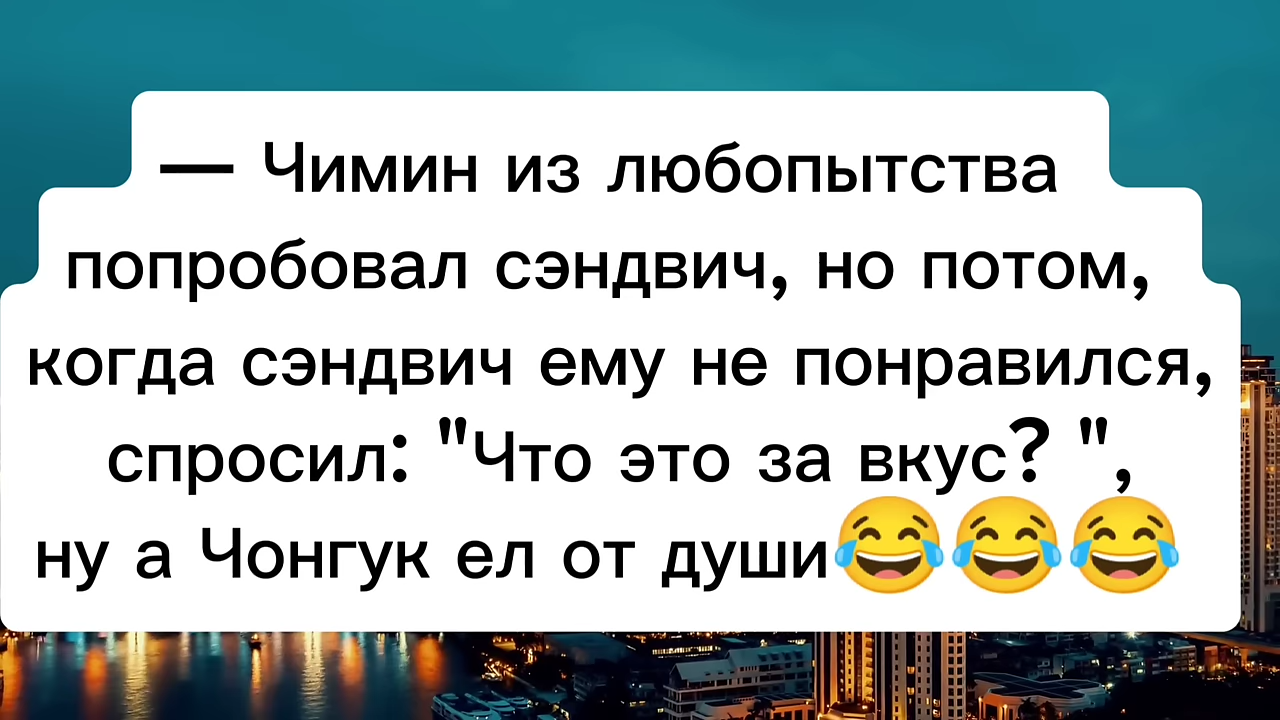 — Чимин из любопытства
попробовал сэндвич, но потом,
когда сэндвич ему не понравился,
спросил: "Что это за вкус? ",
ну а Чонгук ел от души😂😂😂